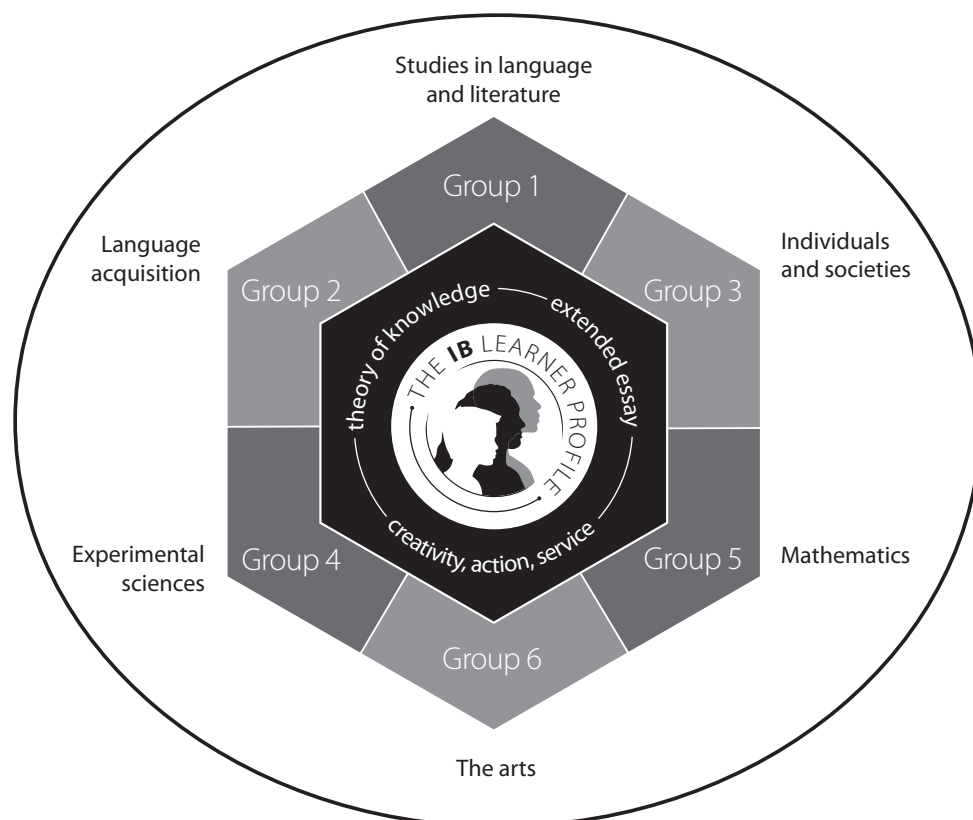 Studies in language
and literature
Group 1
Language
acquisition
Group 2
Individuals
and societies
Group 3
theory of knowledge
extended essay
THE IB LEARNER PROFILE
creativity, action, service
Experimental
sciences
Group 4
Group 5
Mathematics
Group 6
The arts